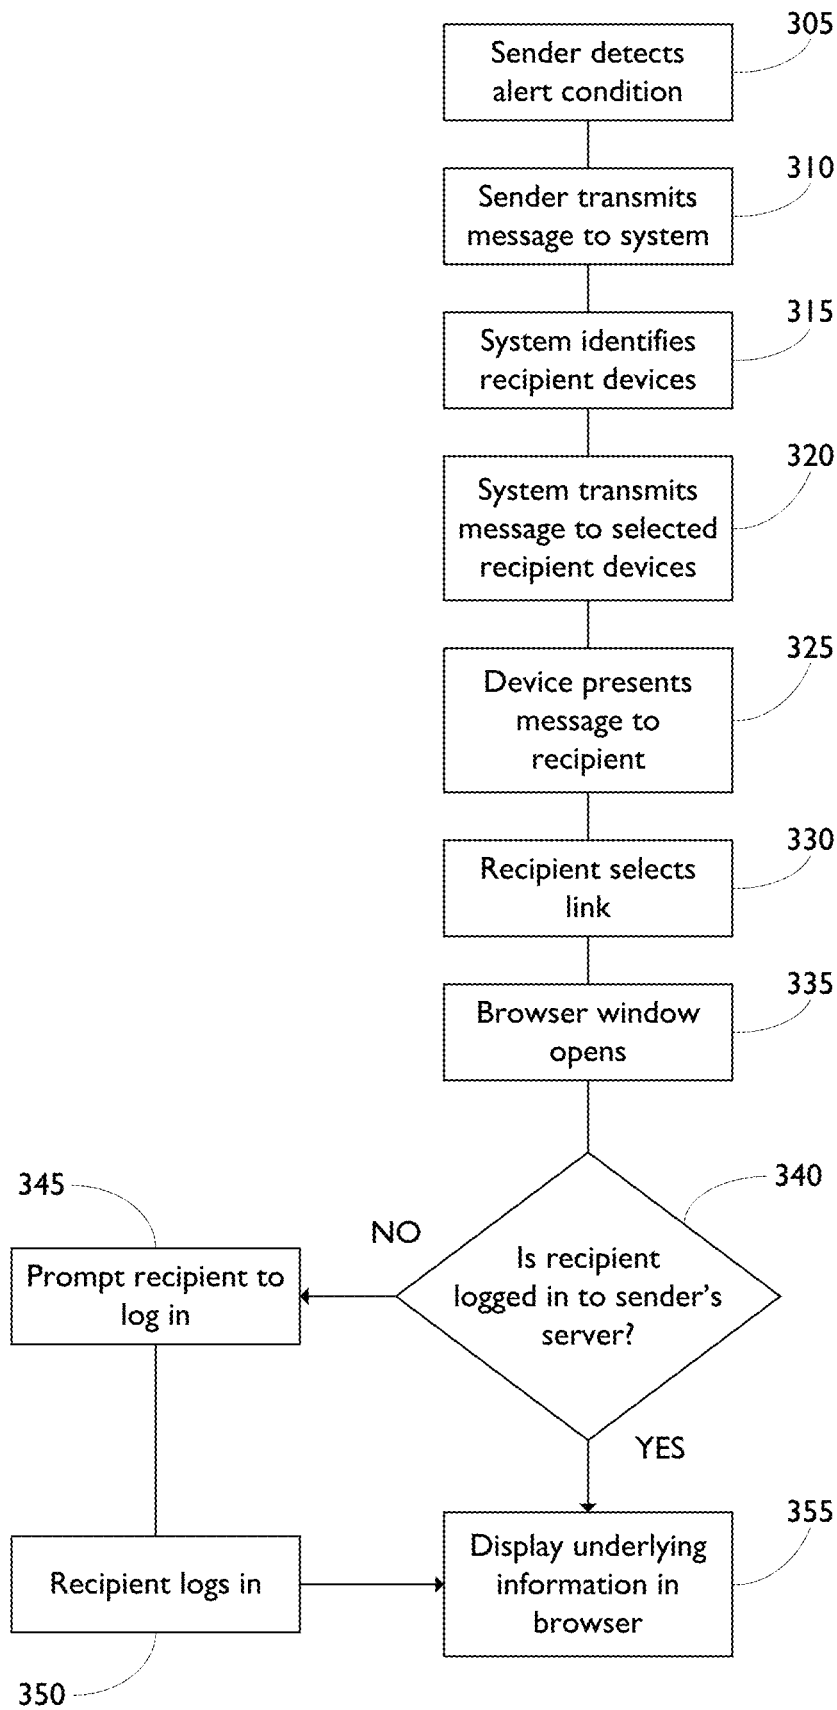 305
Sender detects
alert condition
310
Sender transmits
message to system
315
System identifies
recipient devices
320
System transmits
message to selected
recipient devices
325
Device presents
message to
recipient
330
Recipient selects
link
335
Browser window
opens
340
Is recipient
logged in to sender's
server?
NO
345
Prompt recipient to
log in
YES
350
Recipient logs in
355
Display underlying
information in
browser